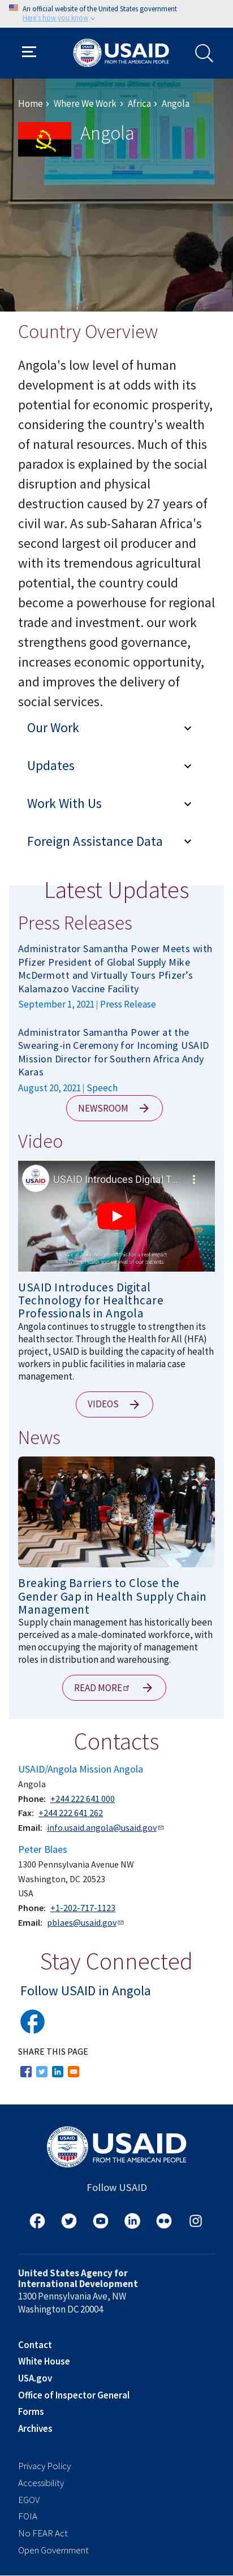 An official website of the United States government
Here's how you know
USAID
FROM THE AMERICAN PEOPLE
Home › Where We Work › Africa › Angola
Angola
Country Overview
Angola's low level of human
development is at odds with its
potential for economic prosperity,
considering the country's wealth
of natural resources. Much of this
paradox is explained by the social
disruption and physical
destruction caused by 27 years of
civil war. As sub-Saharan Africa's
second largest oil producer and
with its tremendous agricultural
potential, the country could
become a powerhouse for regional
trade and investment. our work
strengthens good governance,
increases economic opportunity,
and improves the delivery of
social services.
Our Work
Updates
Work With Us
Foreign Assistance Data
Latest Updates
Press Releases
Administrator Samantha Power Meets with
Pfizer President of Global Supply Mike
McDermott and Virtually Tours Pfizer's
Kalamazoo Vaccine Facility
September 1, 2021 | Press Release
Administrator Samantha Power at the
Swearing-in Ceremony for Incoming USAID
Mission Director for Southern Africa Andy
Karas
August 20, 2021 | Speech
NEWSROOM
Video
USAID
USAID Introduces Digital T...
USAID Introduces Digital
Technology for Healthcare
Professionals in Angola
Angola continues to struggle to strengthen its
health sector. Through the Health for All (HFA)
project, USAID is building the capacity of health
workers in public facilities in malaria case
management.
VIDEOS
News
Breaking Barriers to Close the
Gender Gap in Health Supply Chain
Management
Supply chain management has historically been
perceived as a male-dominated workforce, with
men occupying the majority of management
roles in distribution and warehousing.
READ MORE
Contacts
USAID/Angola Mission Angola
Angola
Phone: +244 222 641 000
Fax: +244 222 641 262
Email: info.usaid.angola@usaid.gov
Peter Blaes
1300 Pennsylvania Avenue NW
Washington, DC 20523
USA
Phone: +1-202-717-1123
Email: pblaes@usaid.gov
Stay Connected
Follow USAID in Angola
SHARE THIS PAGE
USAID
FROM THE AMERICAN PEOPLE
Follow USAID
United States Agency for
International Development
1300 Pennsylvania Ave, NW
Washington DC 20004
Contact
White House
USA.gov
Office of Inspector General
Forms
Archives
Privacy Policy
Accessibility
EGOV
FOIA
No FEAR Act
Open Government